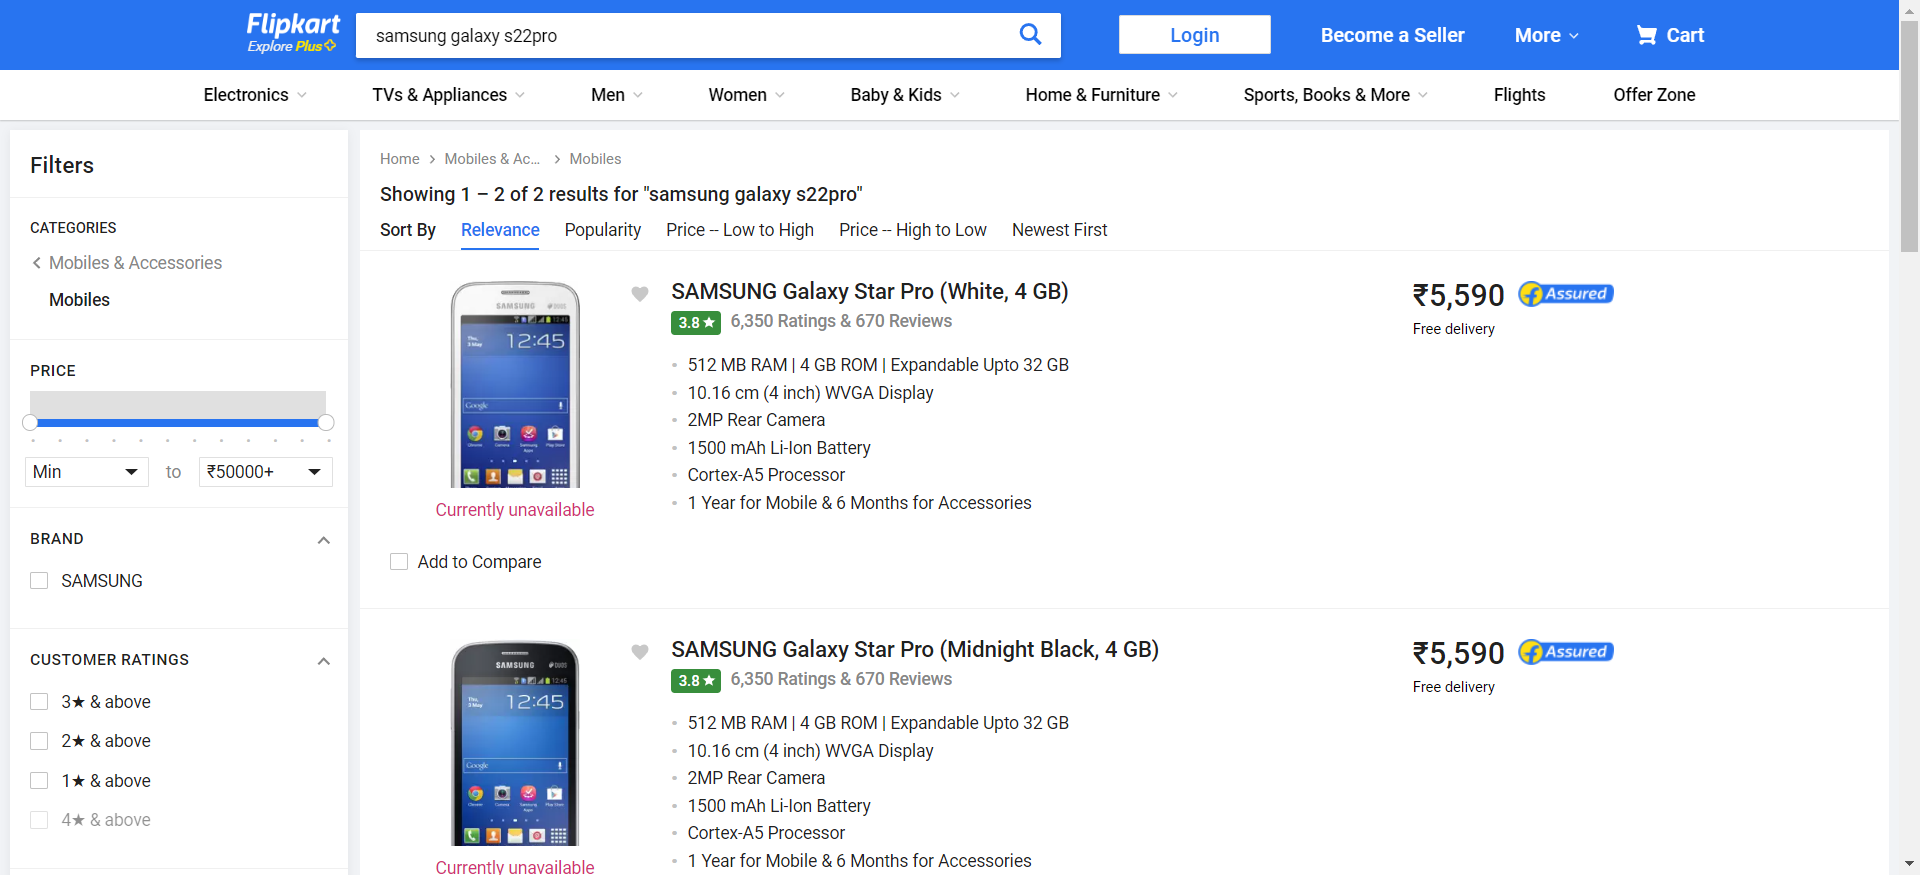 Flipkart
Explore Plus
samsung galaxy s22pro
Login
Become a Seller
More
Cart
Electronics
TVs & Appliances
Men
Women
Baby & Kids
Home & Furniture
Sports, Books & More
Flights
Offer Zone
Filters
CATEGORIES
Mobiles & Accessories
Mobiles
PRICE
Min
to
₹50000+
BRAND
SAMSUNG
CUSTOMER RATINGS
3★ & above
2★ & above
1★ & above
4★ & above
Home
Mobiles & Ac...
Mobiles
Showing 1 – 2 of 2 results for "samsung galaxy s22pro"
Sort By
Relevance
Popularity
Price -- Low to High
Price -- High to Low
Newest First
SAMSUNG
DUOS
12:45
12:45
Google
Currently unavailable
Add to Compare
SAMSUNG Galaxy Star Pro (White, 4 GB)
3.8★ 6,350 Ratings & 670 Reviews
512 MB RAM | 4 GB ROM | Expandable Upto 32 GB
10.16 cm (4 inch) WVGA Display
2MP Rear Camera
1500 mAh Li-Ion Battery
Cortex-A5 Processor
1 Year for Mobile & 6 Months for Accessories
₹5,590
Assured
Free delivery
SAMSUNG
DUOS
12:45
12:45
Google
Currently unavailable
SAMSUNG Galaxy Star Pro (Midnight Black, 4 GB)
3.8★ 6,350 Ratings & 670 Reviews
512 MB RAM | 4 GB ROM | Expandable Upto 32 GB
10.16 cm (4 inch) WVGA Display
2MP Rear Camera
1500 mAh Li-Ion Battery
Cortex-A5 Processor
1 Year for Mobile & 6 Months for Accessories
₹5,590
Assured
Free delivery